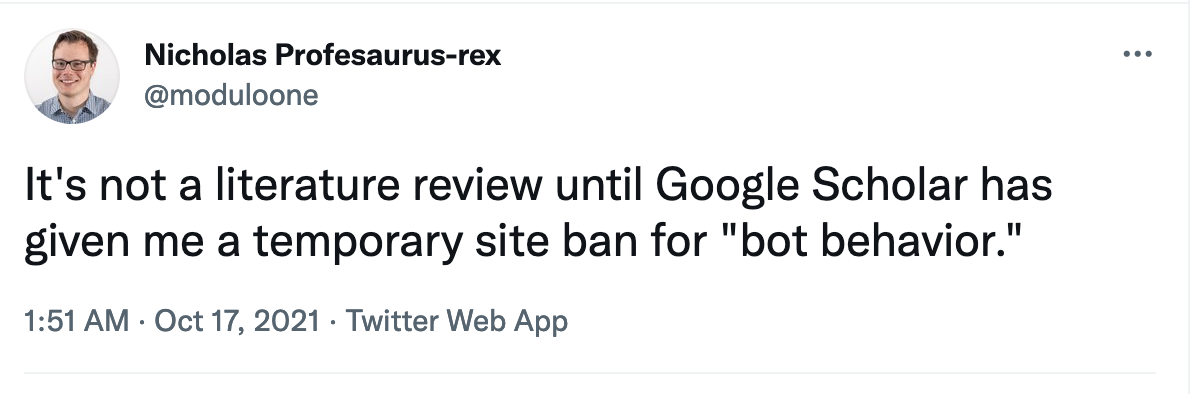 Nicholas Profesaurus-rex
@moduloone
It's not a literature review until Google Scholar has
given me a temporary site ban for "bot behavior."
1:51 AM · Oct 17, 2021 · Twitter Web App